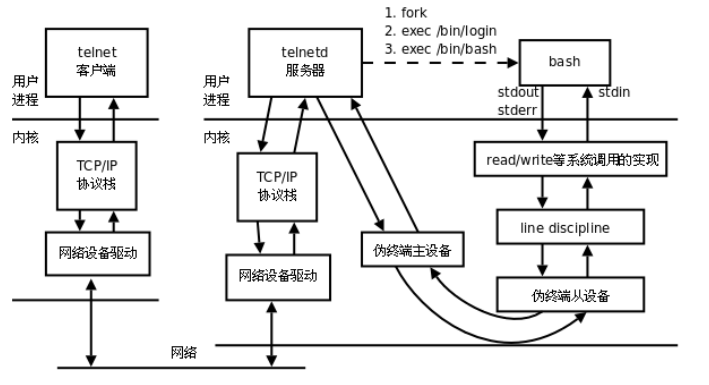 telnet
客户端
用户
进程
内核
TCP/IP
协议栈
网络设备驱动
telnetd
服务器
用户
进程
内核
TCP/IP
协议栈
网络设备驱动
1. fork
2. exec /bin/login
3. exec /bin/bash
bash
stdout
stderr
stdin
read/write等系统调用的实现
line discipline
伪终端主设备
伪终端从设备
网络